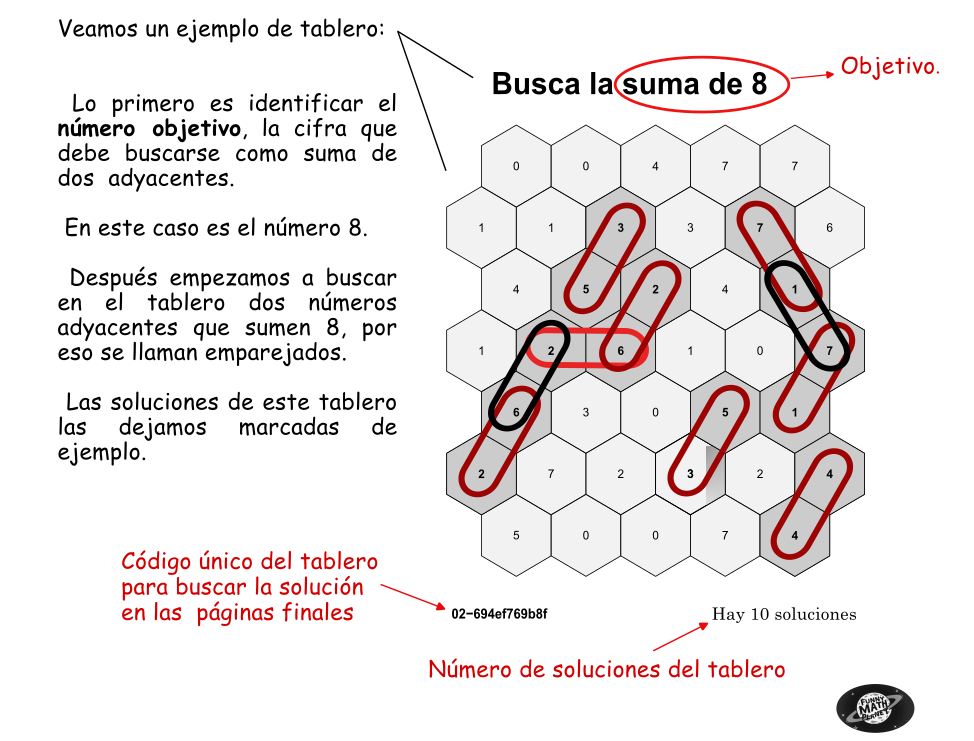 Veamos un ejemplo de tablero:
Lo primero es identificar el
número objetivo, la cifra que
debe buscarse como suma de
dos adyacentes.
En este caso es el número 8.
Después empezamos a buscar
en el tablero dos números
adyacentes que sumen 8, por
eso se llaman emparejados.
Las soluciones de este tablero
las dejamos marcadas de
ejemplo.
Busca la suma de 8
Objetivo.
0 0 4 7 7
1 1 3 3 7 6
4 5 2 4 1
1 2 6 1 0 7
6 3 0 5 1
2 7 2 3 2 4
5 0 0 7 4
Código único del tablero
para buscar la solución
en las páginas finales
02-694ef769b8f
Hay 10 soluciones
Número de soluciones del tablero
FUNNY
MATH
PLANET